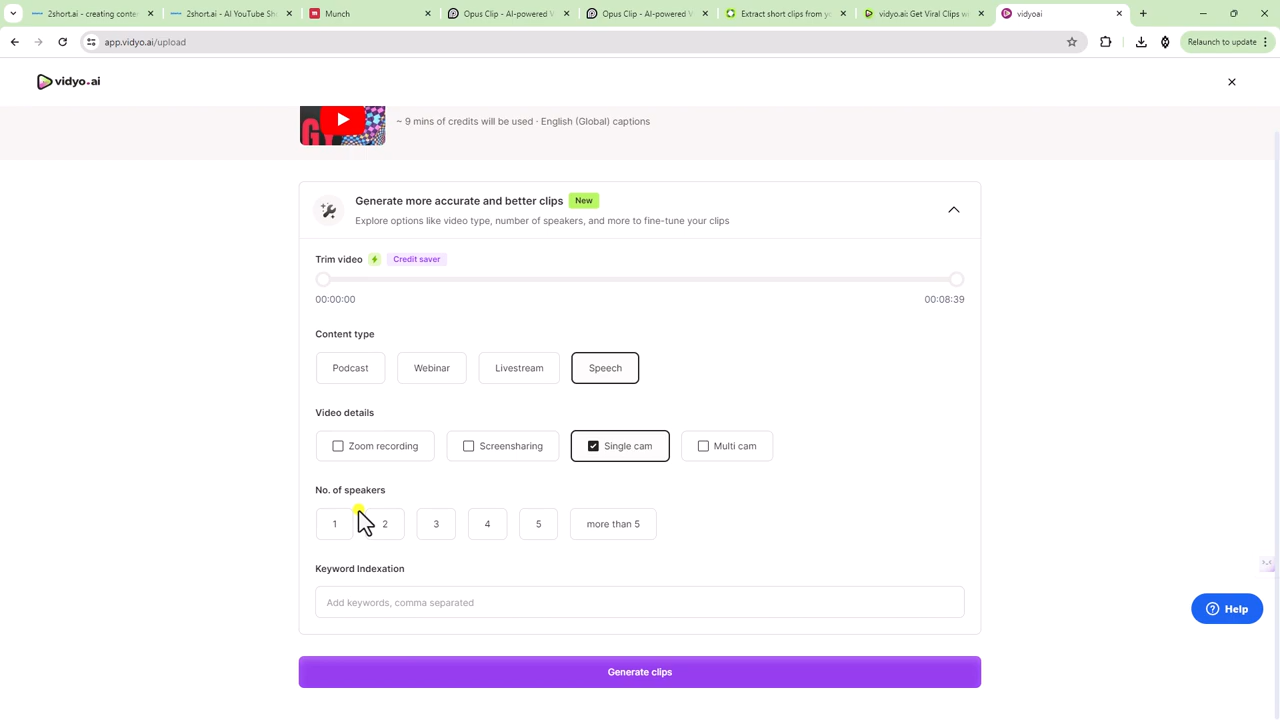 2short.ai - creating content
2short.ai - AI YouTube Sh
Munch
Opus Clip - AI-powered V
Opus Clip - AI-powered V
Extract short clips from yo
vidyo.ai: Get Viral Clips wi
vidyoai
app.vidyo.ai/upload
Relaunch to update
vidyo.ai
~ 9 mins of credits will be used · English (Global) captions
Generate more accurate and better clips New
Explore options like video type, number of speakers, and more to fine-tune your clips
Trim video Credit saver
00:00:00 00:08:39
Content type
Podcast Webinar Livestream Speech
Video details
Zoom recording Screensharing Single cam Multi cam
No. of speakers
1 2 3 4 5 more than 5
Keyword Indexation
Add keywords, comma separated
Help
Generate clips